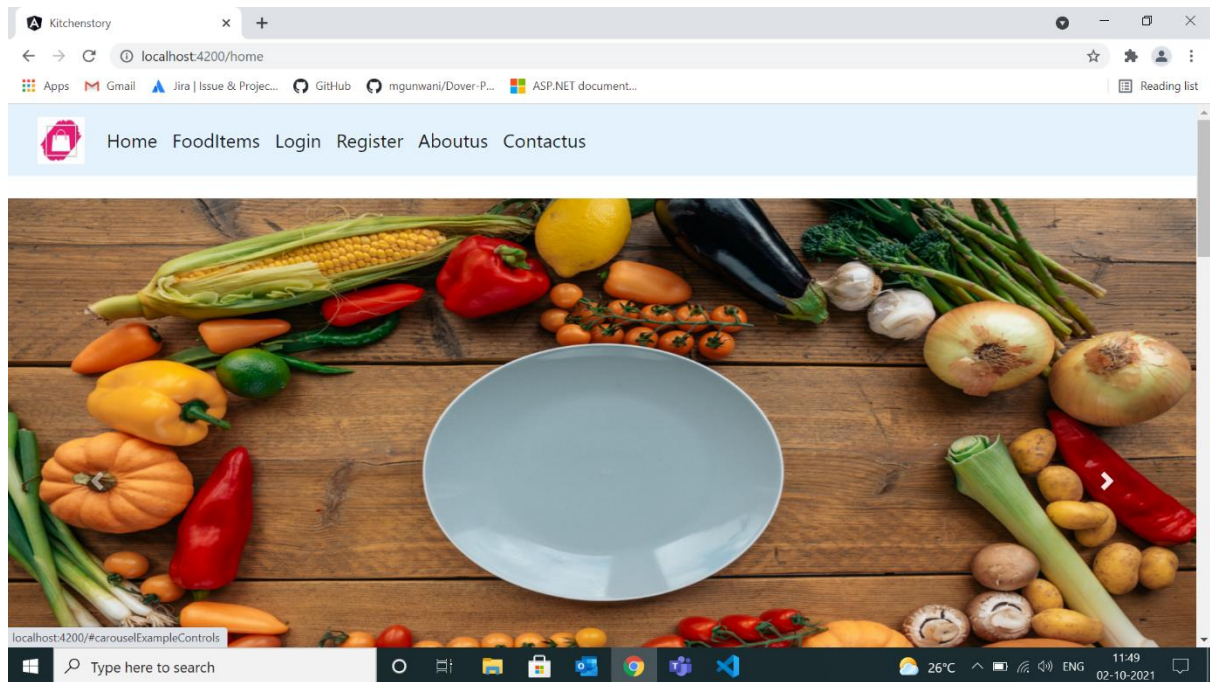 Kitchenstory
localhost:4200/home
Apps Gmail Jira | Issue & Projec... GitHub mgunwani/Dover-P... ASP.NET document... Reading list
Home FoodItems Login Register Aboutus Contactus
localhost:4200/#carouselExampleControls
Type here to search 26°C ENG 11:49
02-10-2021